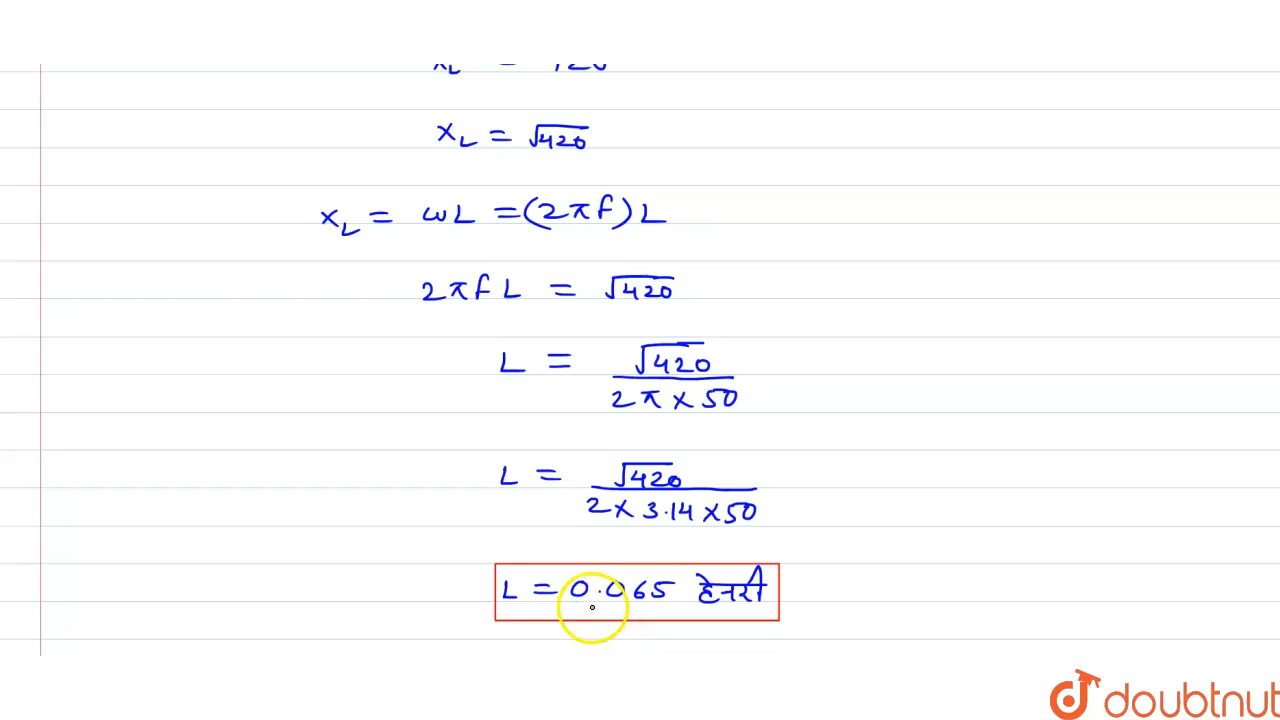 X_L = √420
X_L = ωL = (2πf) L
2πf L = √420
L = √420 / 2π × 50
L = √420 / 2 × 3.14 × 50
L = 0.065 हेनरी
doubtnut